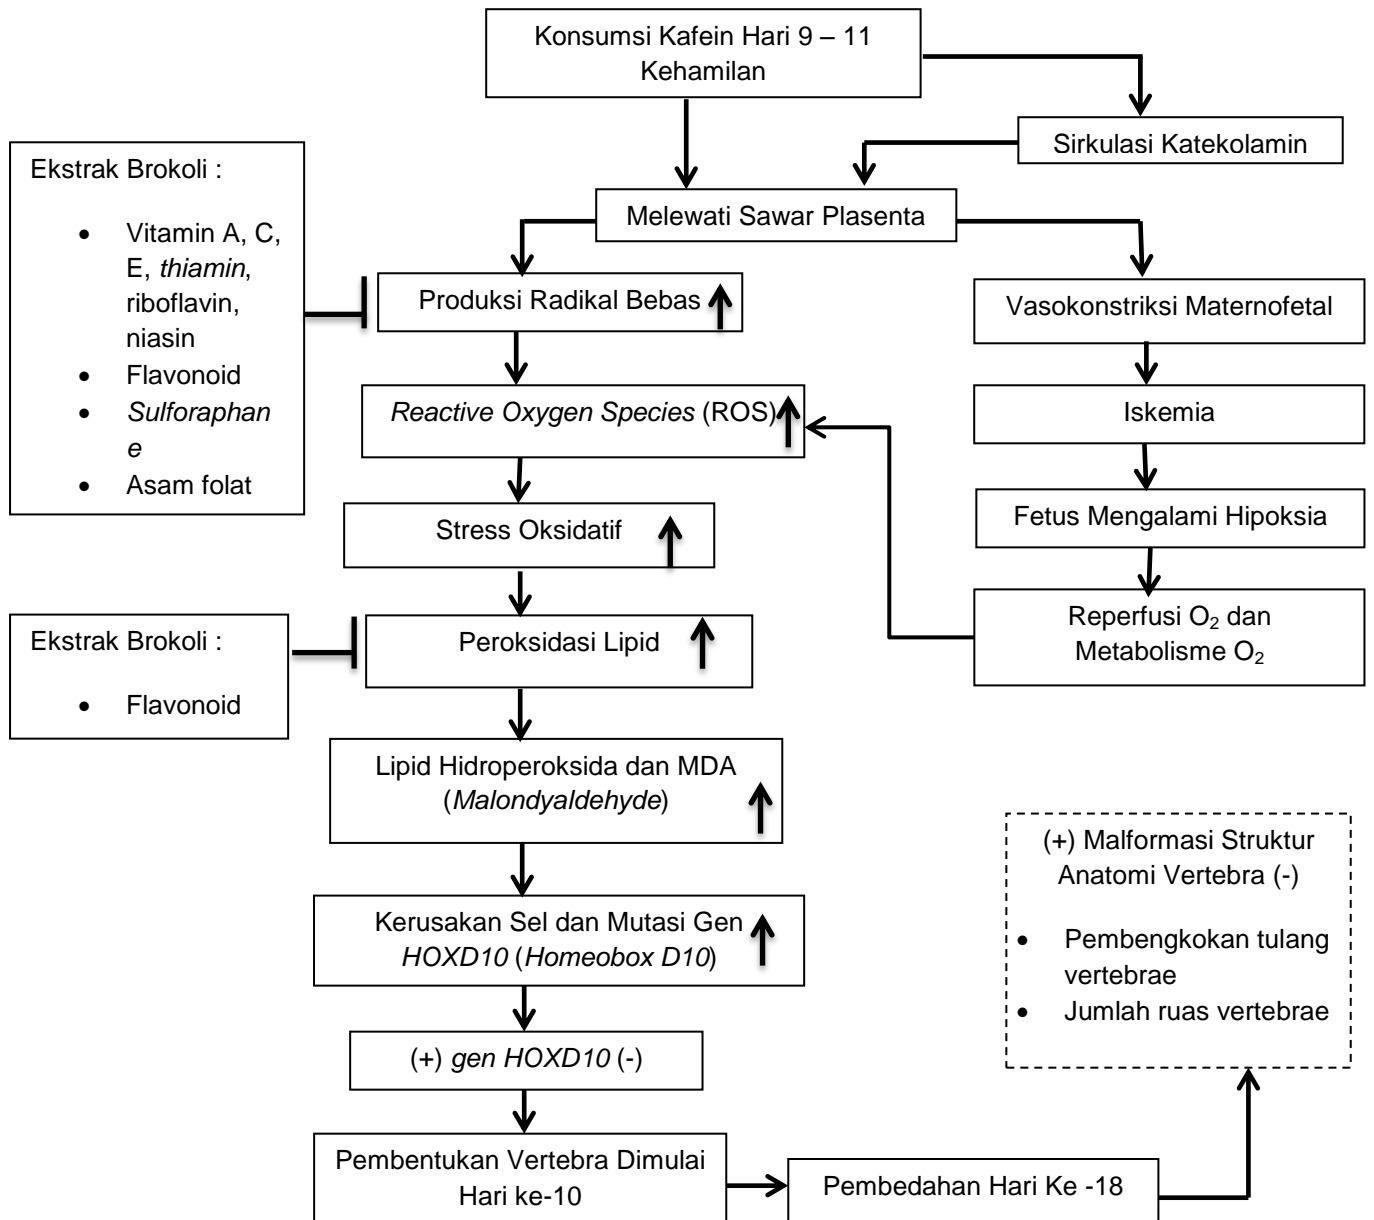 Konsumsi Kafein Hari 9 – 11
Kehamilan
Sirkulasi Katekolamin
Ekstrak Brokoli :
• Vitamin A, C,
E, thiamin,
riboflavin,
niasin
• Flavonoid
• Sulforaphan
e
• Asam folat
Melewati Sawar Plasenta
Produksi Radikal Bebas
Vasokonstriksi Maternofetal
Reactive Oxygen Species (ROS)
Iskemia
Stress Oksidatif
Fetus Mengalami Hipoksia
Reperfusi O₂ dan
Metabolisme O₂
Ekstrak Brokoli :
• Flavonoid
Peroksidasi Lipid
Lipid Hidroperoksida dan MDA
(Malondyaldehyde)
Kerusakan Sel dan Mutasi Gen
HOXD10 (Homeobox D10)
(+) gen HOXD10 (-)
Pembentukan Vertebra Dimulai
Hari ke-10
Pembedahan Hari Ke -18
(+) Malformasi Struktur
Anatomi Vertebra (-)
• Pembengkokan tulang
vertebrae
• Jumlah ruas vertebrae